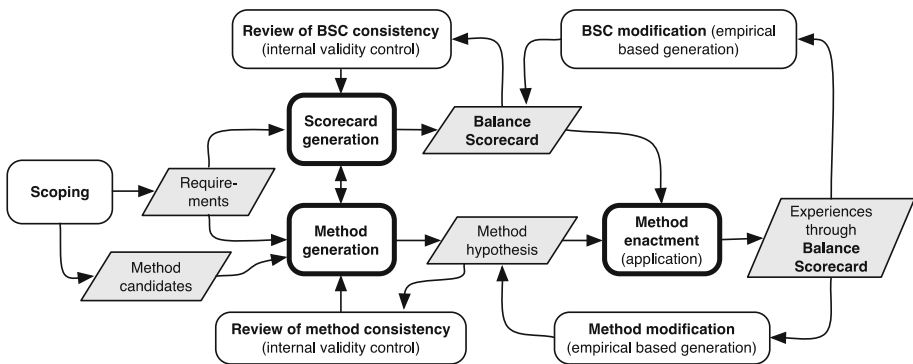 Review of BSC consistency
(internal validity control)
BSC modification (empirical
based generation)
Scorecard
generation
Balance
Scorecard
Scoping
Require-
ments
Method
generation
Method
hypothesis
Method
enactment
(application)
Experiences
through
Balance
Scorecard
Method
candidates
Review of method consistency
(internal validity control)
Method modification
(empirical based generation)